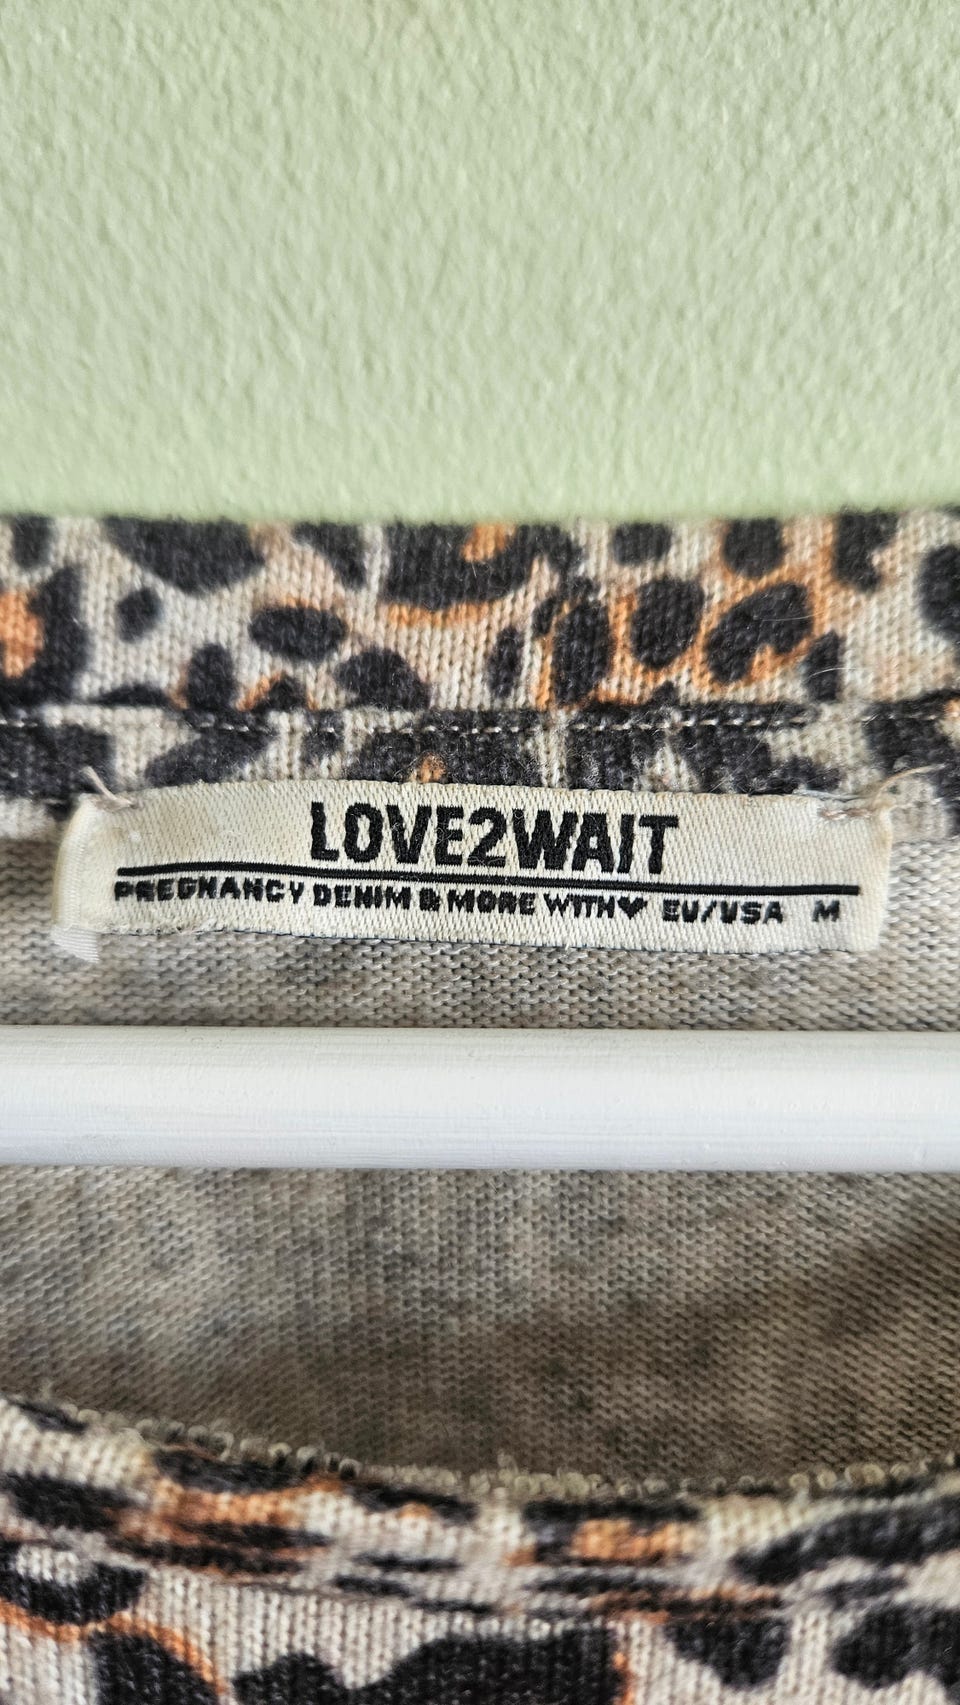 LOVE2WAIT
PREGNANCY DENIM & MORE WITH♥ EU/USA M